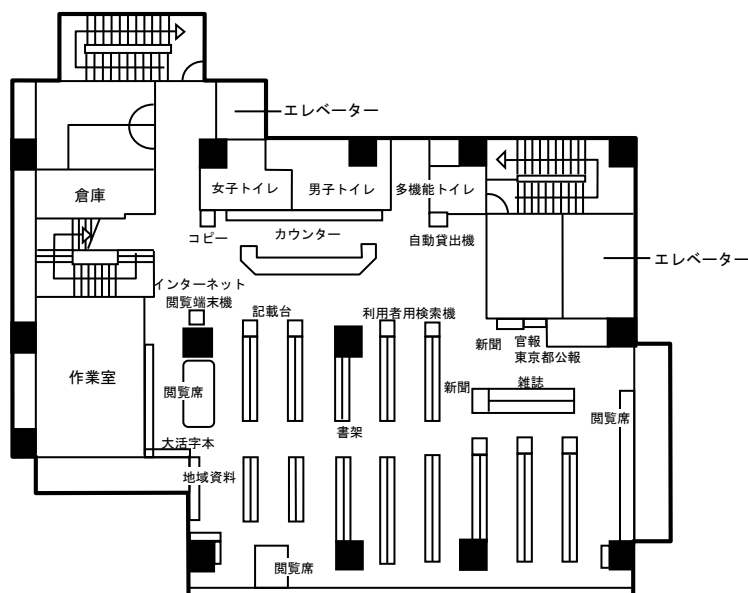 エレベーター
倉庫
女子トイレ
男子トイレ
多機能トイレ
コピー
カウンター
自動貸出機
エレベーター
インターネット
閲覧端末機
記載台
利用者用検索機
新聞
官報
東京都公報
作業室
閲覧席
新聞
雑誌
閲覧席
書架
大活字本
地域資料
閲覧席